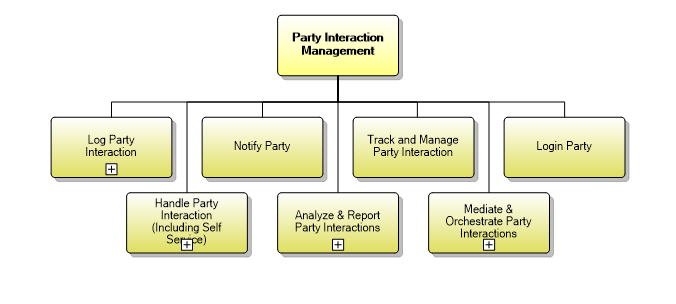 Party Interaction
Management
Log Party
Interaction
Notify Party
Track and Manage
Party Interaction
Login Party
Handle Party
Interaction
(Including Self
Service)
Analyze & Report
Party Interactions
Mediate &
Orchestrate Party
Interactions